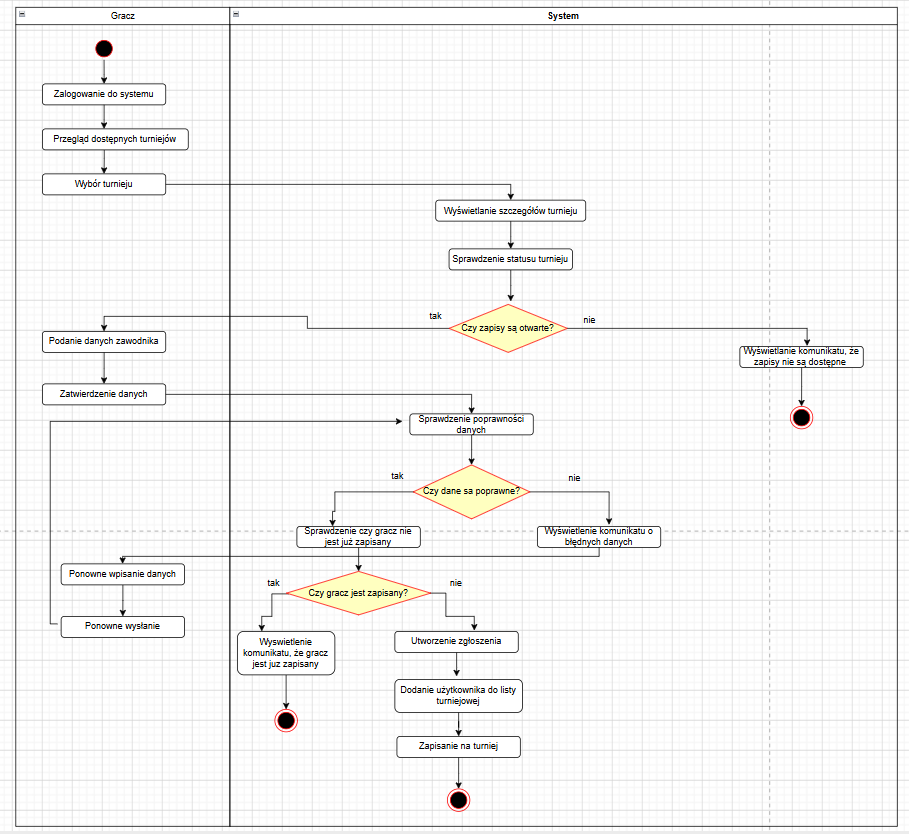 Gracz
System
Zalogowanie do systemu
Przegląd dostępnych turniejów
Wybór turnieju
Wyświetlanie szczegółów turnieju
Sprawdzenie statusu turnieju
tak
Czy zapisy są otwarte?
nie
Podanie danych zawodnika
Wyświetlanie komunikatu, że
zapisy nie są dostępne
Zatwierdzenie danych
Sprawdzenie poprawności
danych
tak
Czy dane sa poprawne?
nie
Sprawdzenie czy gracz nie
jest już zapisany
Wyświetlenie komunikatu o
błędnych danych
Ponowne wpisanie danych
tak
Czy gracz jest zapisany?
nie
Ponowne wysłanie
Wyswietlenie
komunikatu, że gracz
jest juz zapisany
Utworzenie zgłoszenia
Dodanie użytkownika do listy
turniejowej
Zapisanie na turniej